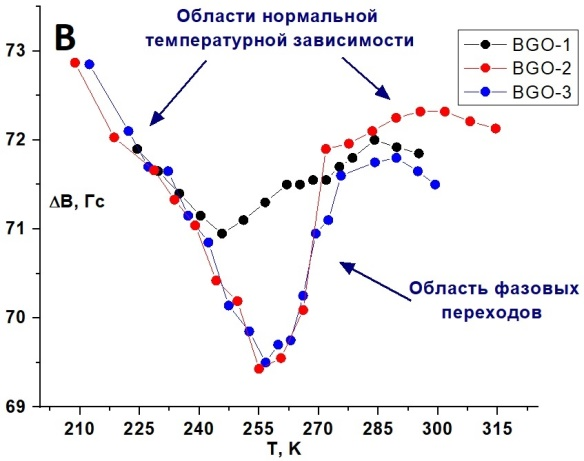 В
Области нормальной
температурной зависимости
BGO-1
BGO-2
BGO-3
73
72
71
70
69
ΔВ, Гс
Область фазовых
переходов
210 225 240 255 270 285 300 315
T, K